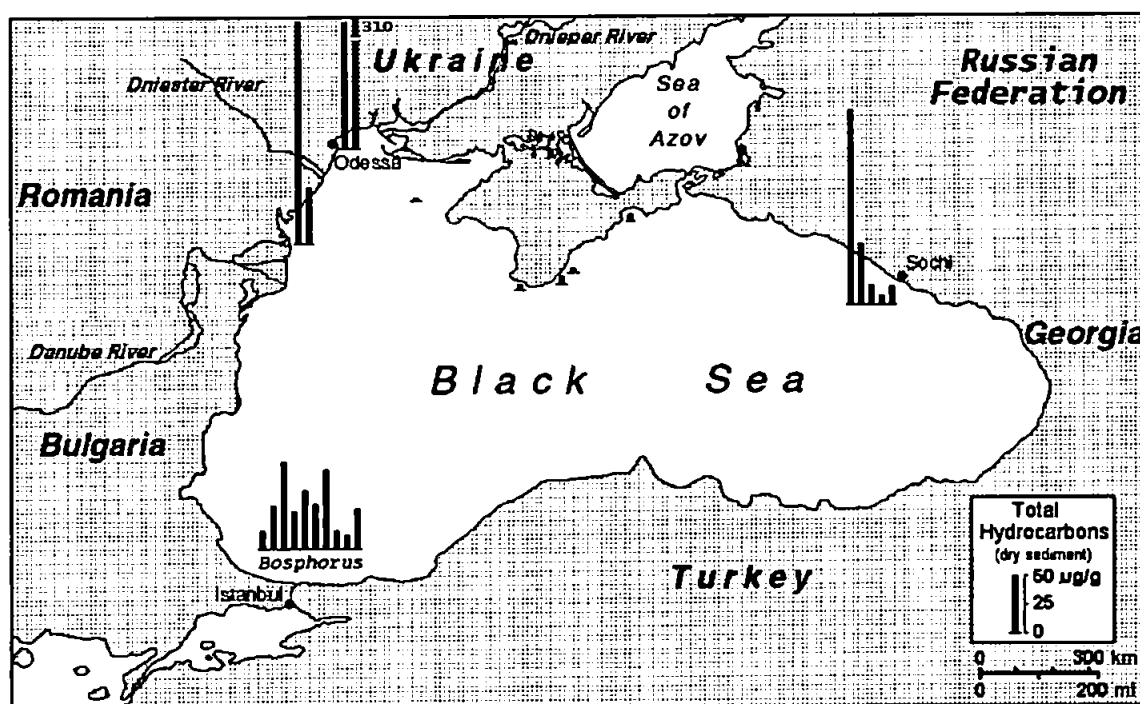 310
Ukraine
Dnieper River
Dniester River
Russian
Federation
Sea
of
Azov
Odessa
Romania
Sochi
Georgia
Danube River
Black Sea
Bulgaria
Bosphorus
Istanbul
Turkey
Total
Hydrocarbons
(dry sediment)
50 µg/g
25
0
0 300 km
0 200 mi